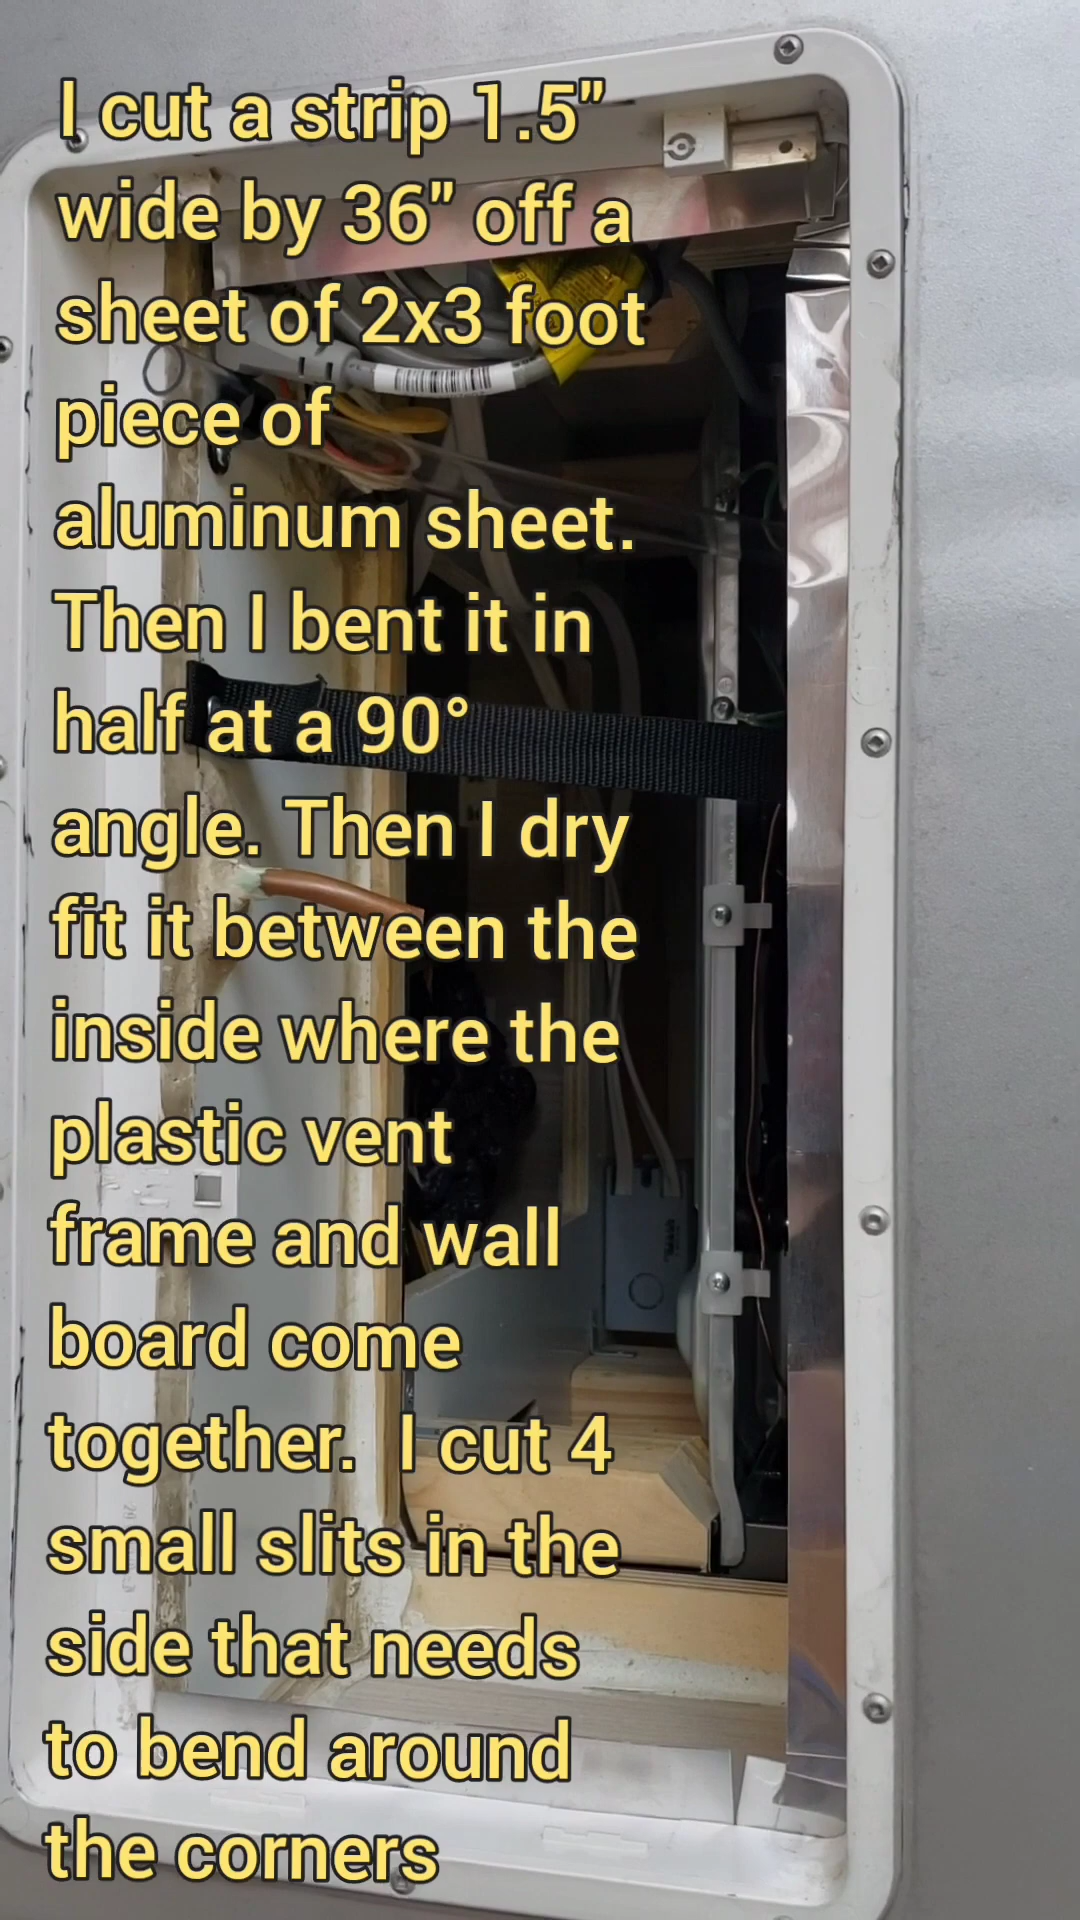 I cut a strip 1.5"
wide by 36" off a
sheet of 2x3 foot
piece of
aluminum sheet.
Then I bent it in
half at a 90°
angle. Then I dry
fit it between the
inside where the
plastic vent
frame and wall
board come
together. I cut 4
small slits in the
side that needs
to bend around
the corners